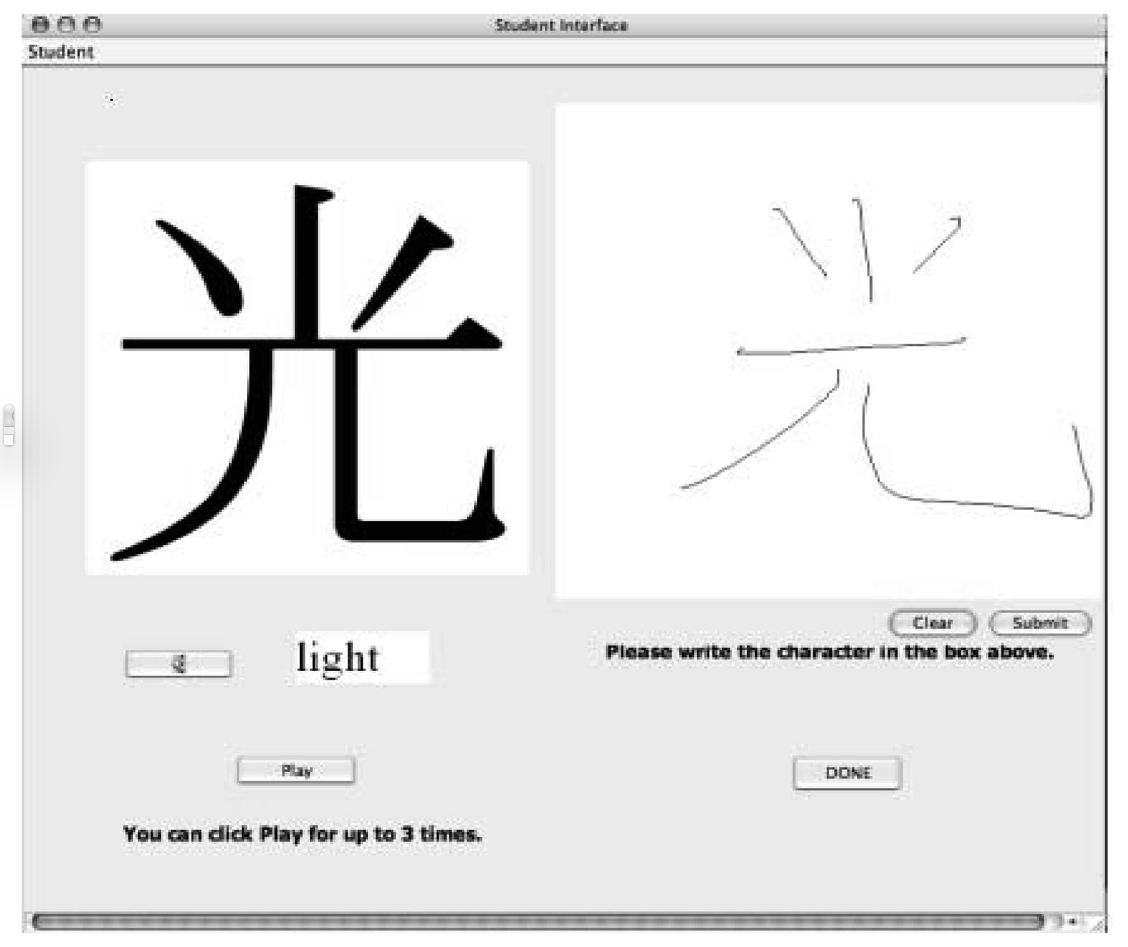 Student Interface
Student
光
光
Clear
Submit
Please write the character in the box above.
light
Play
DONE
You can click Play for up to 3 times.